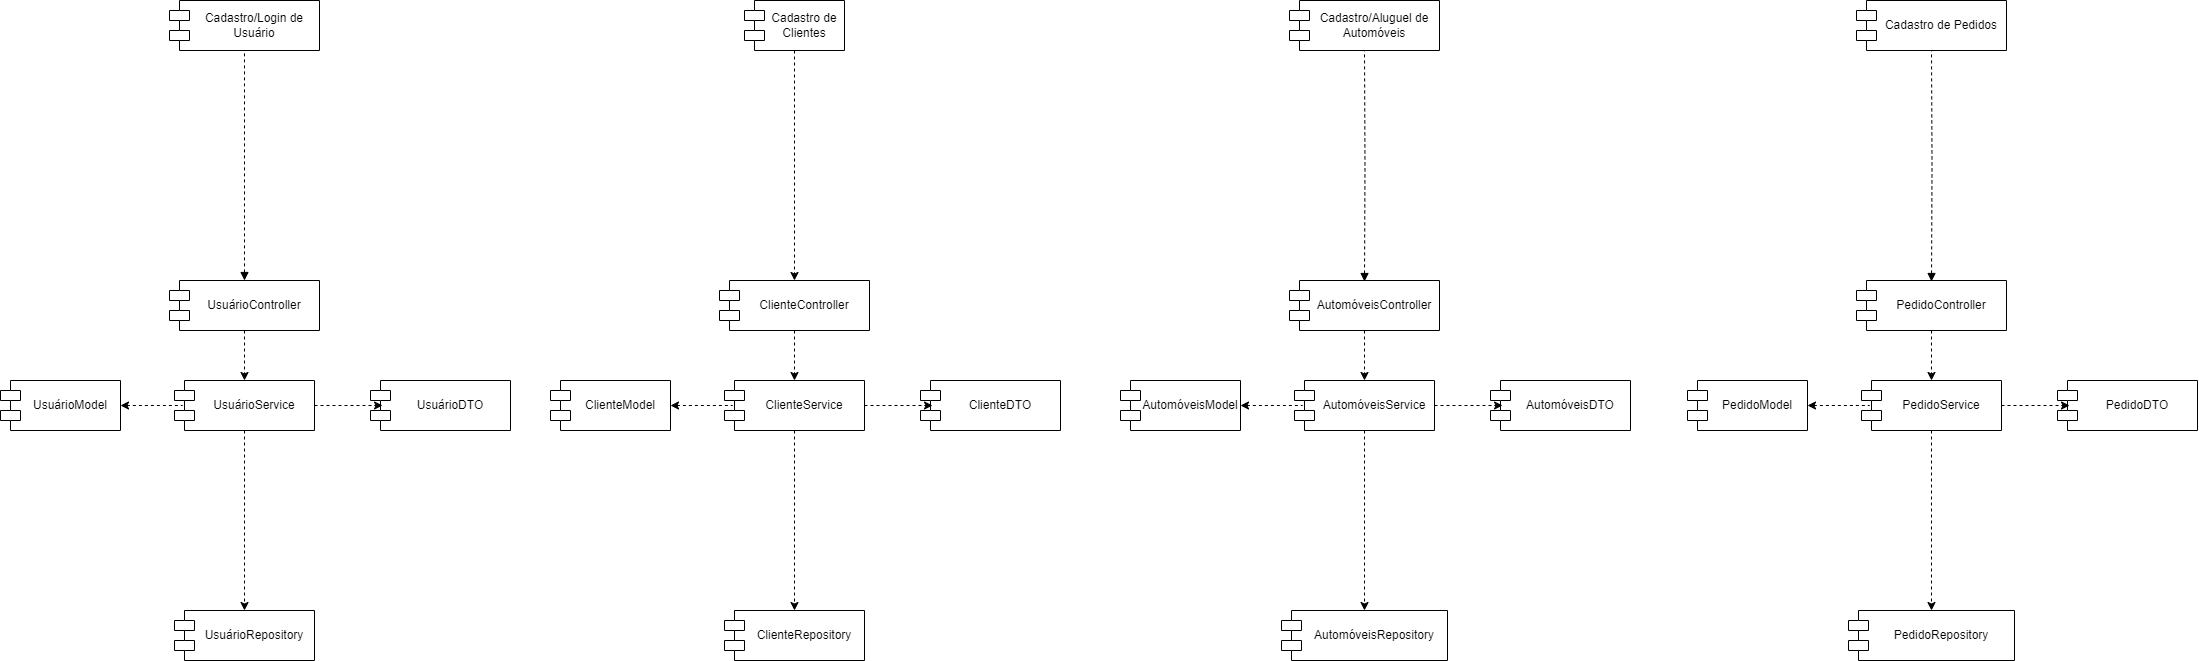 Cadastro/Login de
Usuário
Cadastro de
Clientes
Cadastro/Aluguel de
Automóveis
Cadastro de Pedidos
UsuárioController
ClienteController
AutomóveisController
PedidoController
UsuárioModel
UsuárioService
UsuárioDTO
ClienteModel
ClienteService
ClienteDTO
AutomóveisModel
AutomóveisService
AutomóveisDTO
PedidoModel
PedidoService
PedidoDTO
UsuárioRepository
ClienteRepository
AutomóveisRepository
PedidoRepository